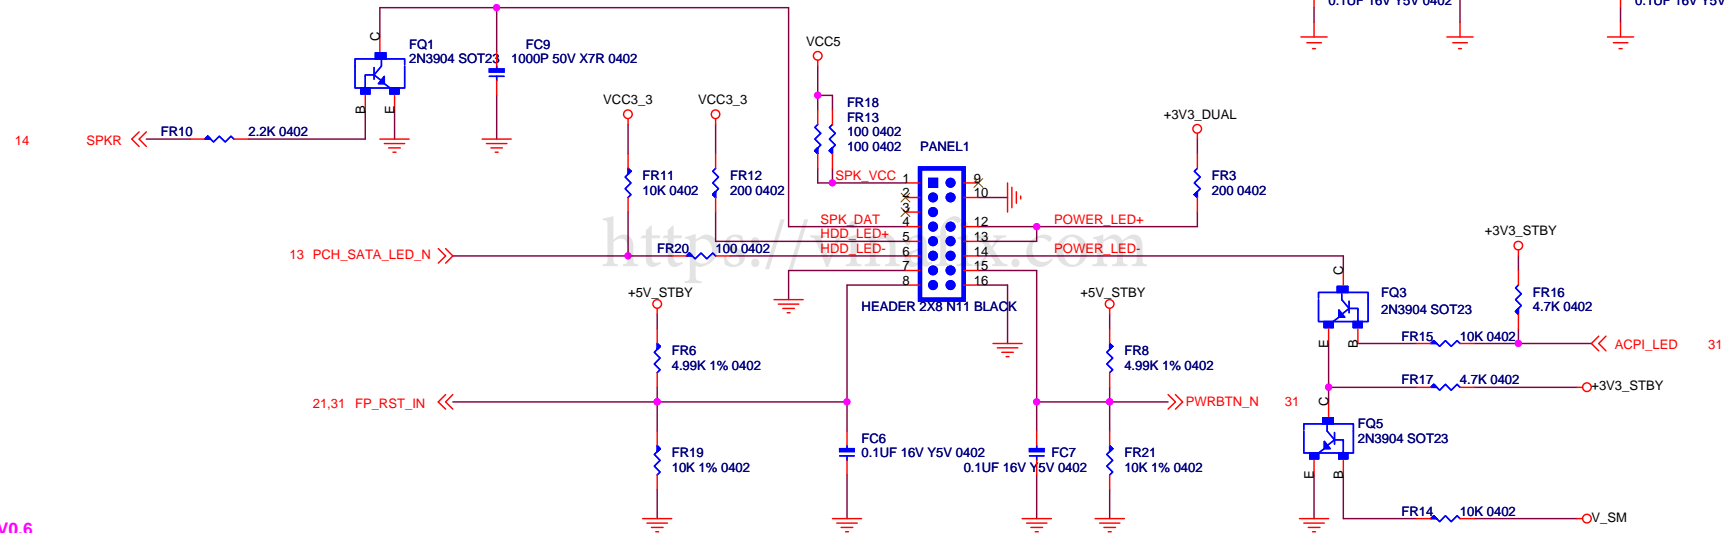 0.1UF 16V Y5V 0402
0.1UF 16V Y5V
C
FQ1
2N3904 SOT23
FC9
1000P 50V X7R 0402
VCC5
B
E
VCC3_3
VCC3_3
FR18
FR13
100 0402
100 0402
+3V3_DUAL
14
SPKR
FR10
2.2K 0402
PANEL1
FR11
10K 0402
FR12
200 0402
SPK_VCC
1
9
FR3
200 0402
2
10
3
SPK_DAT
4
12
POWER_LED+
HDD_LED+
5
13
HDD_LED-
6
14
POWER_LED-
7
15
8
16
+3V3_STBY
13 PCH_SATA_LED_N
FR20
100 0402
https://vinafix.com
C
+5V_STBY
+5V_STBY
HEADER 2X8 N11 BLACK
FQ3
2N3904 SOT23
FR16
4.7K 0402
E
B
FR15
10K 0402
ACPI_LED
31
FR6
4.99K 1% 0402
FR8
4.99K 1% 0402
FR17
4.7K 0402
+3V3_STBY
21,31 FP_RST_IN
PWRBTN_N
31
C
FQ5
2N3904 SOT23
FR19
10K 1% 0402
FC6
0.1UF 16V Y5V 0402
FC7
0.1UF 16V Y5V 0402
FR21
10K 1% 0402
E
B
FR14
10K 0402
V_SM
V0.6